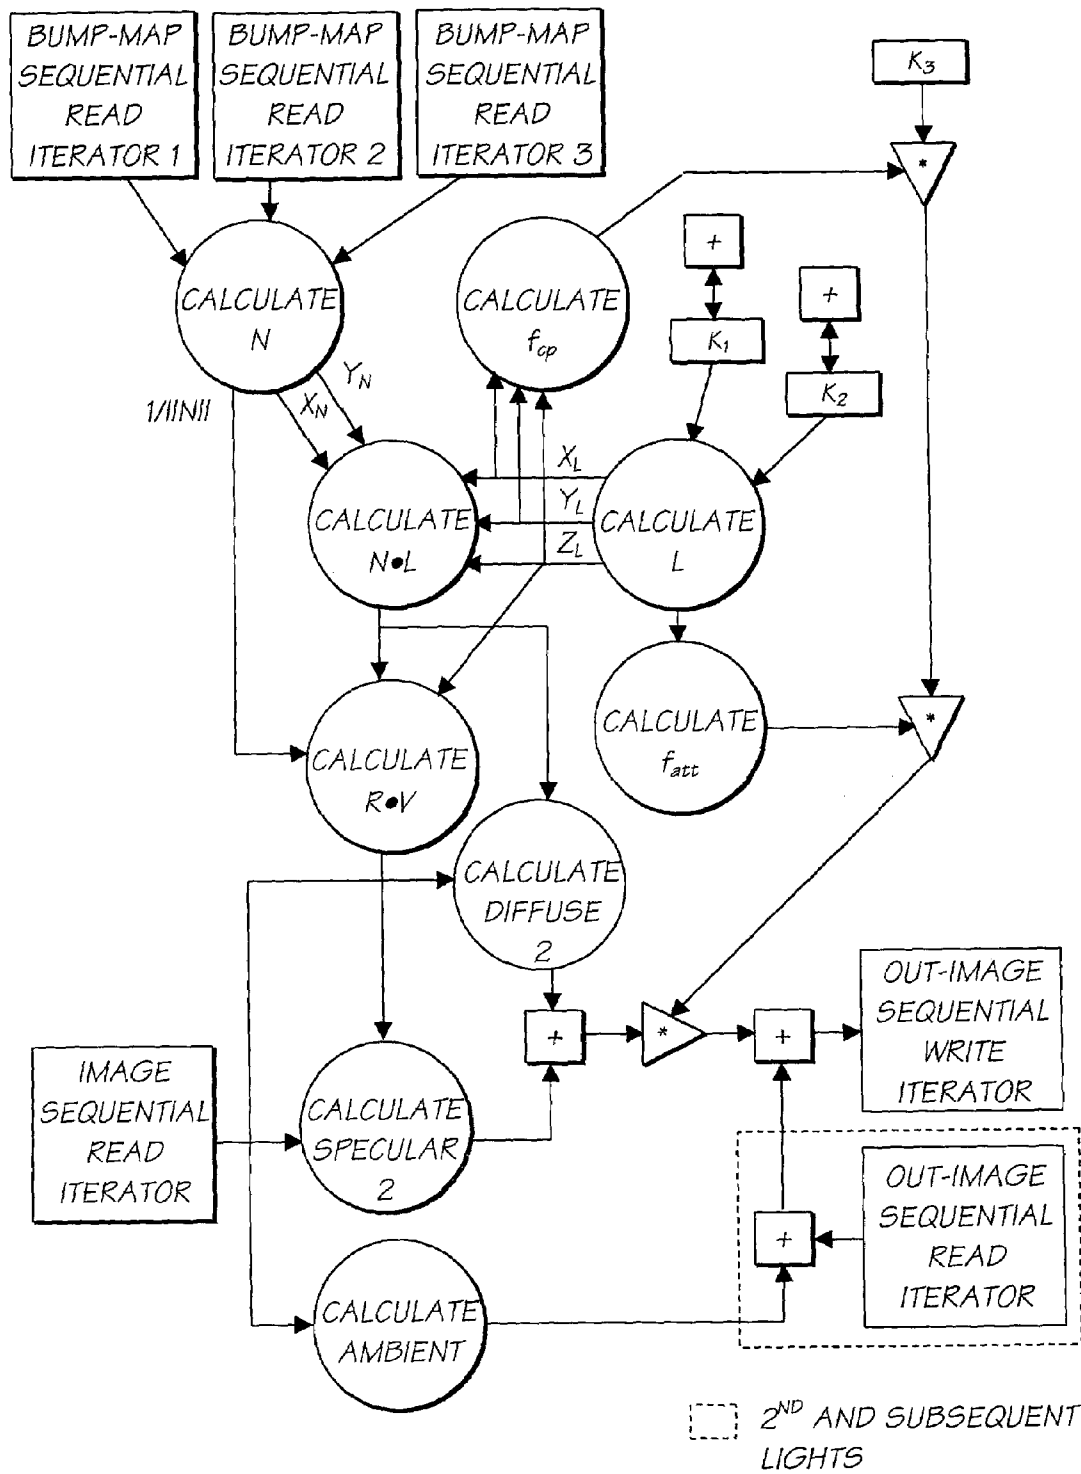 BUMP-MAP
SEQUENTIAL
READ
ITERATOR 1
BUMP-MAP
SEQUENTIAL
READ
ITERATOR 2
BUMP-MAP
SEQUENTIAL
READ
ITERATOR 3
K3
*
+
+
CALCULATE
N
CALCULATE
fcp
K1
K2
1/||N||
XN
YN
CALCULATE
N•L
XL
YL
ZL
CALCULATE
L
CALCULATE
R•V
CALCULATE
fatt
*
CALCULATE
DIFFUSE
2
+
*
+
OUT-IMAGE
SEQUENTIAL
WRITE
ITERATOR
IMAGE
SEQUENTIAL
READ
ITERATOR
CALCULATE
SPECULAR
2
+
OUT-IMAGE
SEQUENTIAL
READ
ITERATOR
CALCULATE
AMBIENT
2ND AND SUBSEQUENT
LIGHTS